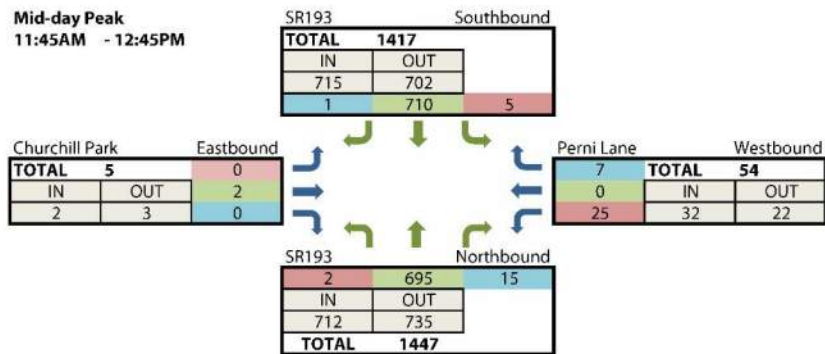 Mid-day Peak
11:45AM - 12:45PM
SR193 Southbound
TOTAL 1417
IN OUT
715 702
1 710 5
Churchill Park Eastbound
TOTAL 5 0
IN OUT 2
2 3 0
Perni Lane Westbound
7 TOTAL 54
0 IN OUT
25 32 22
SR193 Northbound
2 695 15
IN OUT
712 735
TOTAL 1447